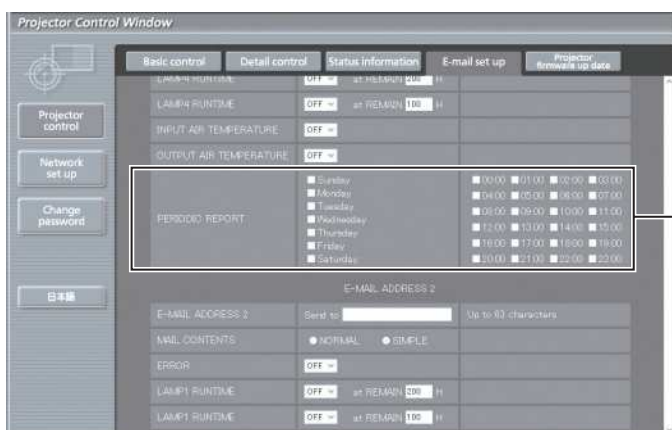 Projector Control Window
Basic control Detail control Status information E-mail set up Projector firmware up date
LAMP4 RUNTIME OFF at REMAIN 200 H
LAMP4 RUNTIME OFF at REMAIN 100 H
Projector control
INPUT AIR TEMPERATURE OFF
OUTPUT AIR TEMPERATURE OFF
Network set up
PERIODIC REPORT
Sunday
Monday
Tuesday
Wednesday
Thursday
Friday
Saturday
00:00 01:00 02:00 03:00
04:00 05:00 06:00 07:00
08:00 09:00 10:00 11:00
12:00 13:00 14:00 15:00
16:00 17:00 18:00 19:00
20:00 21:00 22:00 23:00
Change password
E-MAIL ADDRESS 2
日本語
E-MAIL ADDRESS 2 Send to Up to 63 characters
MAIL CONTENTS NORMAL SIMPLE
ERROR OFF
LAMP1 RUNTIME OFF at REMAIN 200 H
LAMP1 RUNTIME OFF at REMAIN 100 H